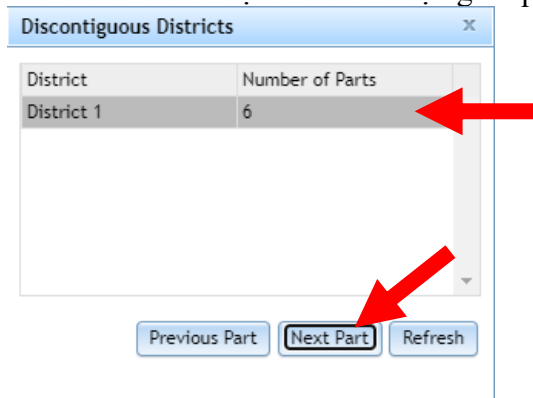 Discontiguous Districts x
District Number of Parts
District 1 6
Previous Part Next Part Refresh